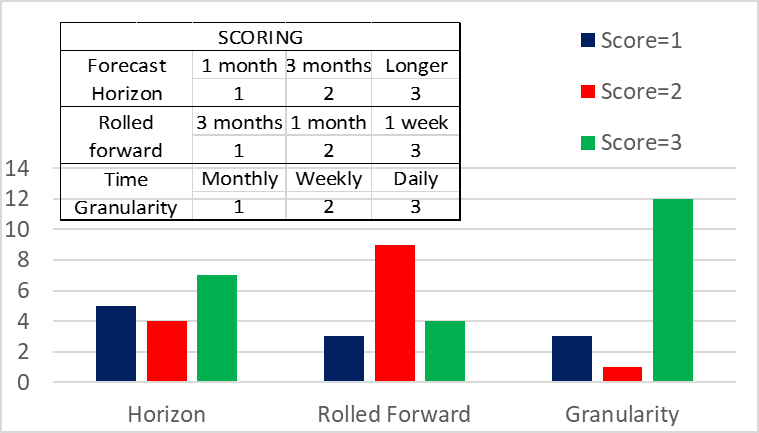 SCORING
Forecast Horizon 1 month 3 months Longer
1 2 3
Rolled forward 3 months 1 month 1 week
1 2 3
Time Granularity Monthly Weekly Daily
1 2 3
Score=1
Score=2
Score=3
14
12
10
8
6
4
2
0
Horizon Rolled Forward Granularity